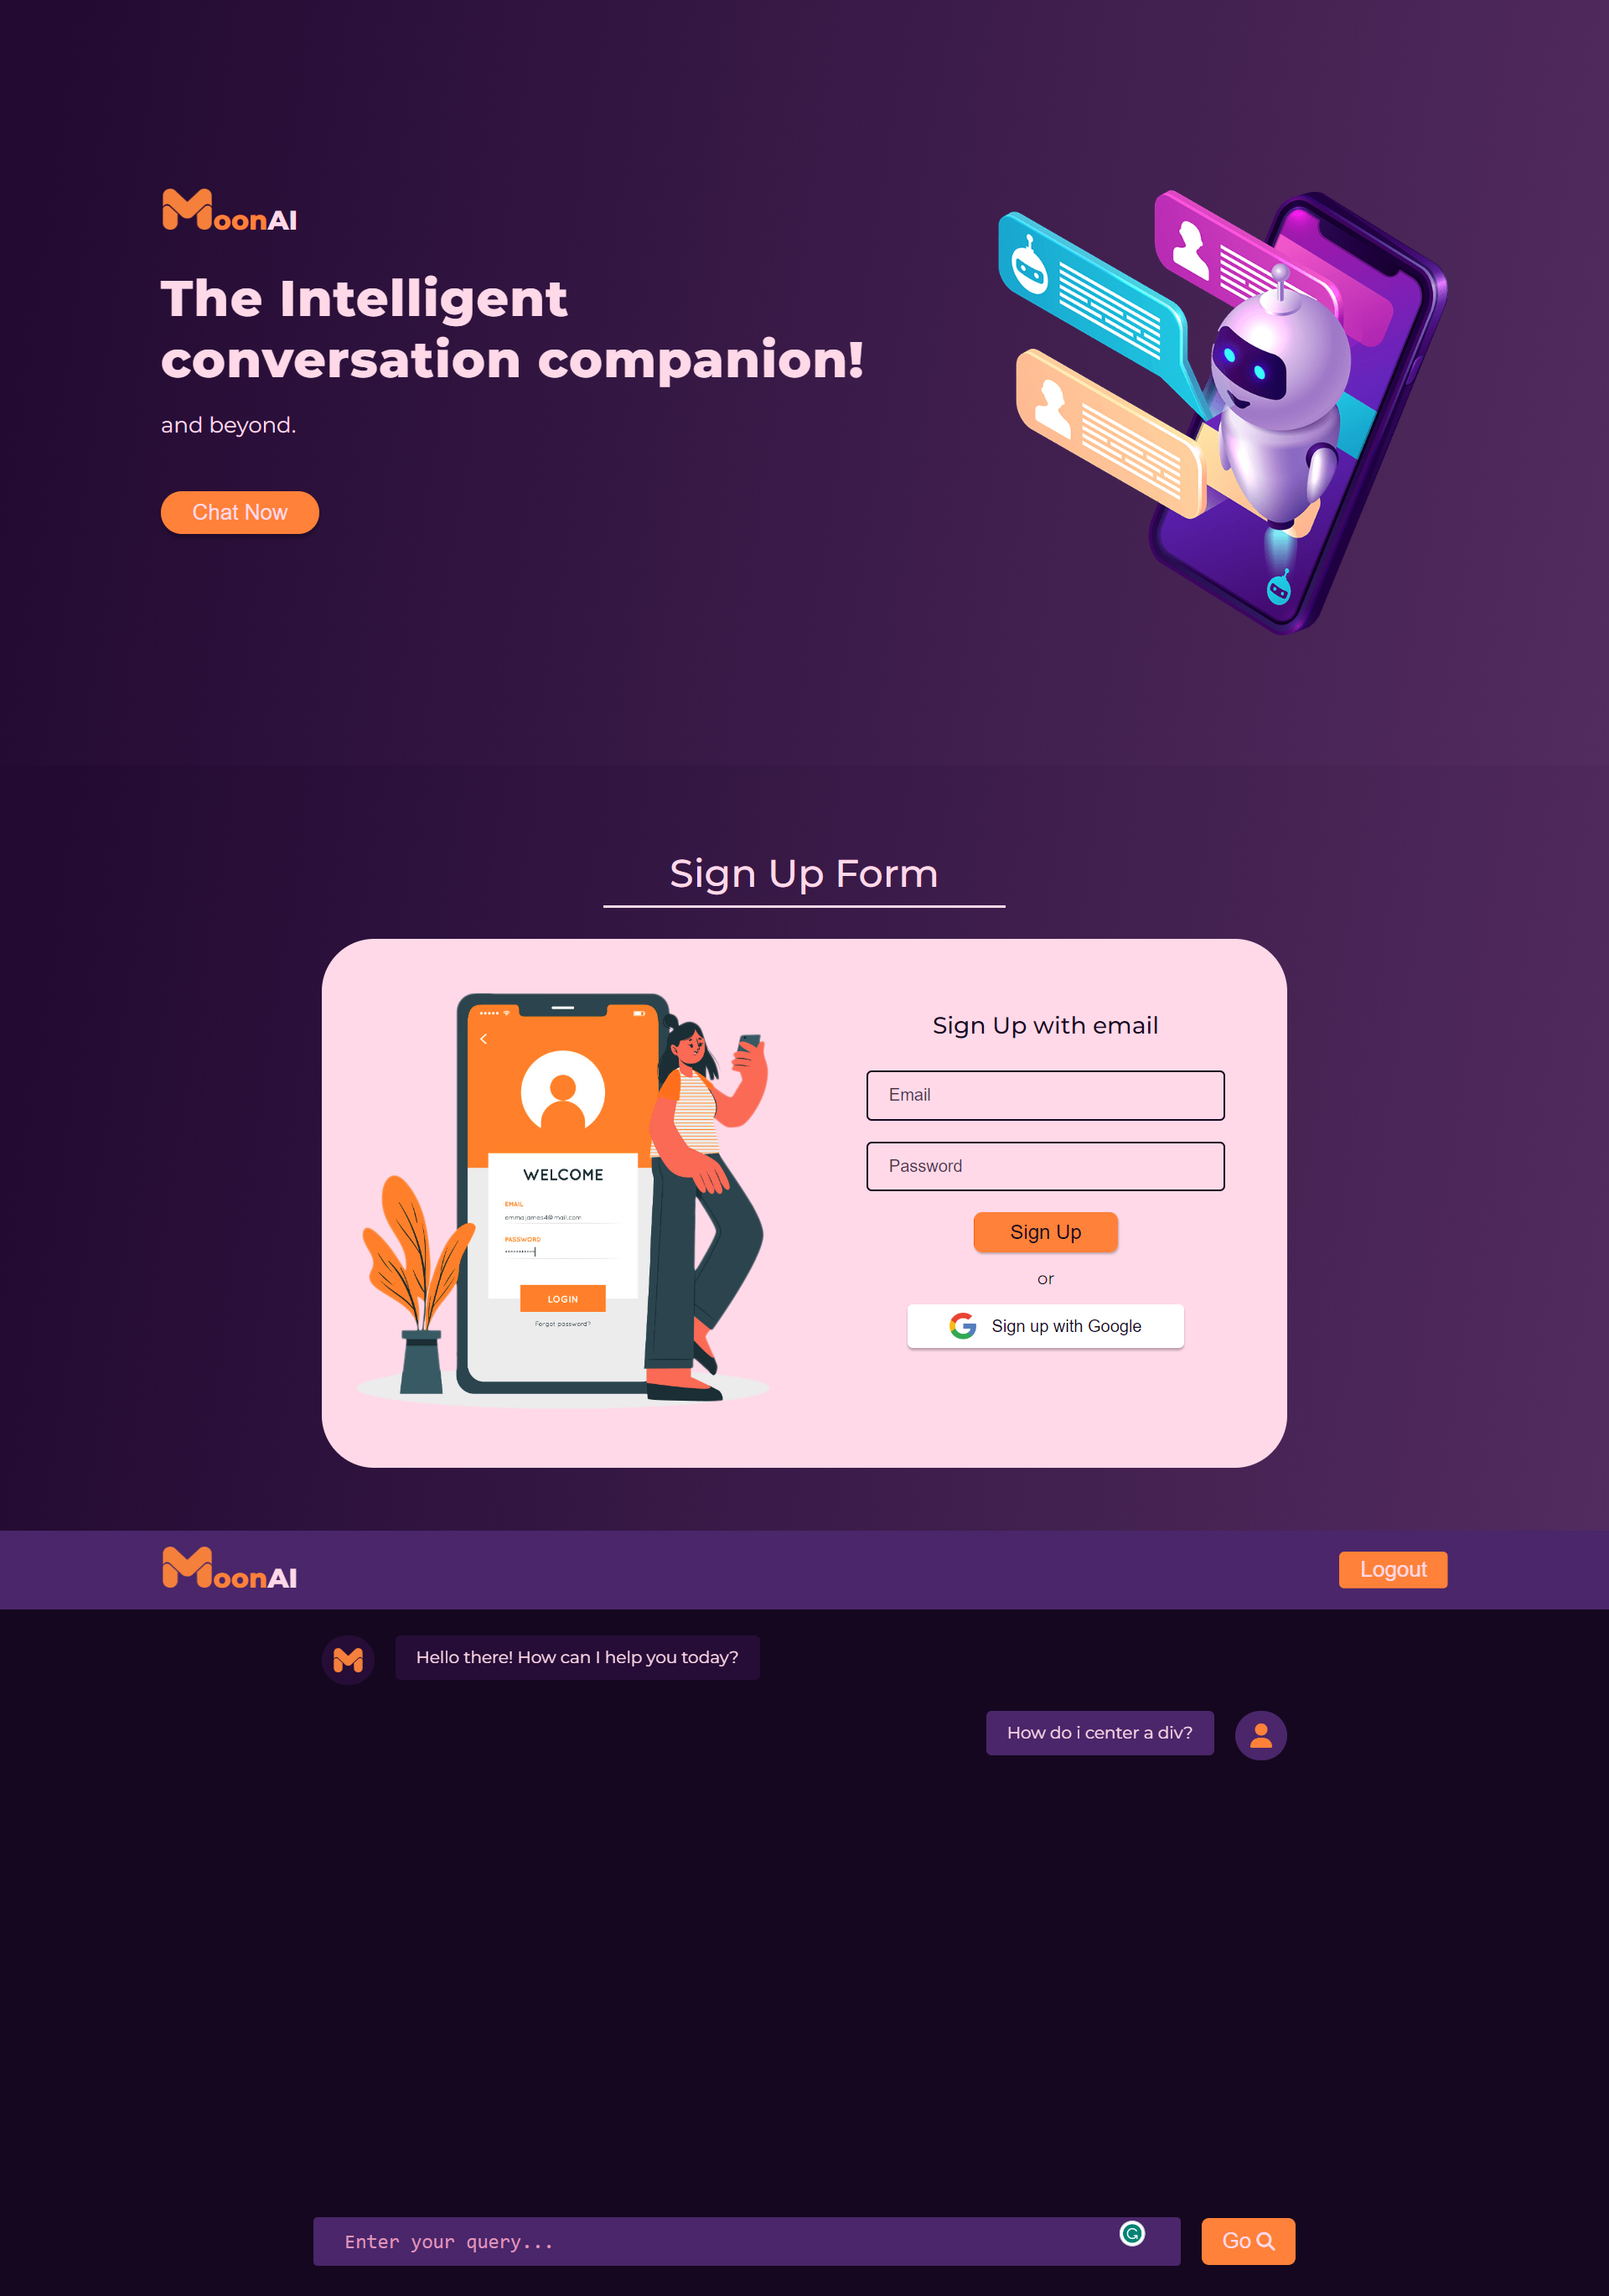 MoonAI
The Intelligent
conversation companion!
and beyond.
Chat Now
Sign Up Form
Sign Up with email
Email
Password
Sign Up
or
Sign up with Google
WELCOME
EMAIL
emmajames4@mail.com
PASSWORD
LOGIN
Forgot password?
MoonAI
Logout
Hello there! How can I help you today?
How do i center a div?
Enter your query...
Go